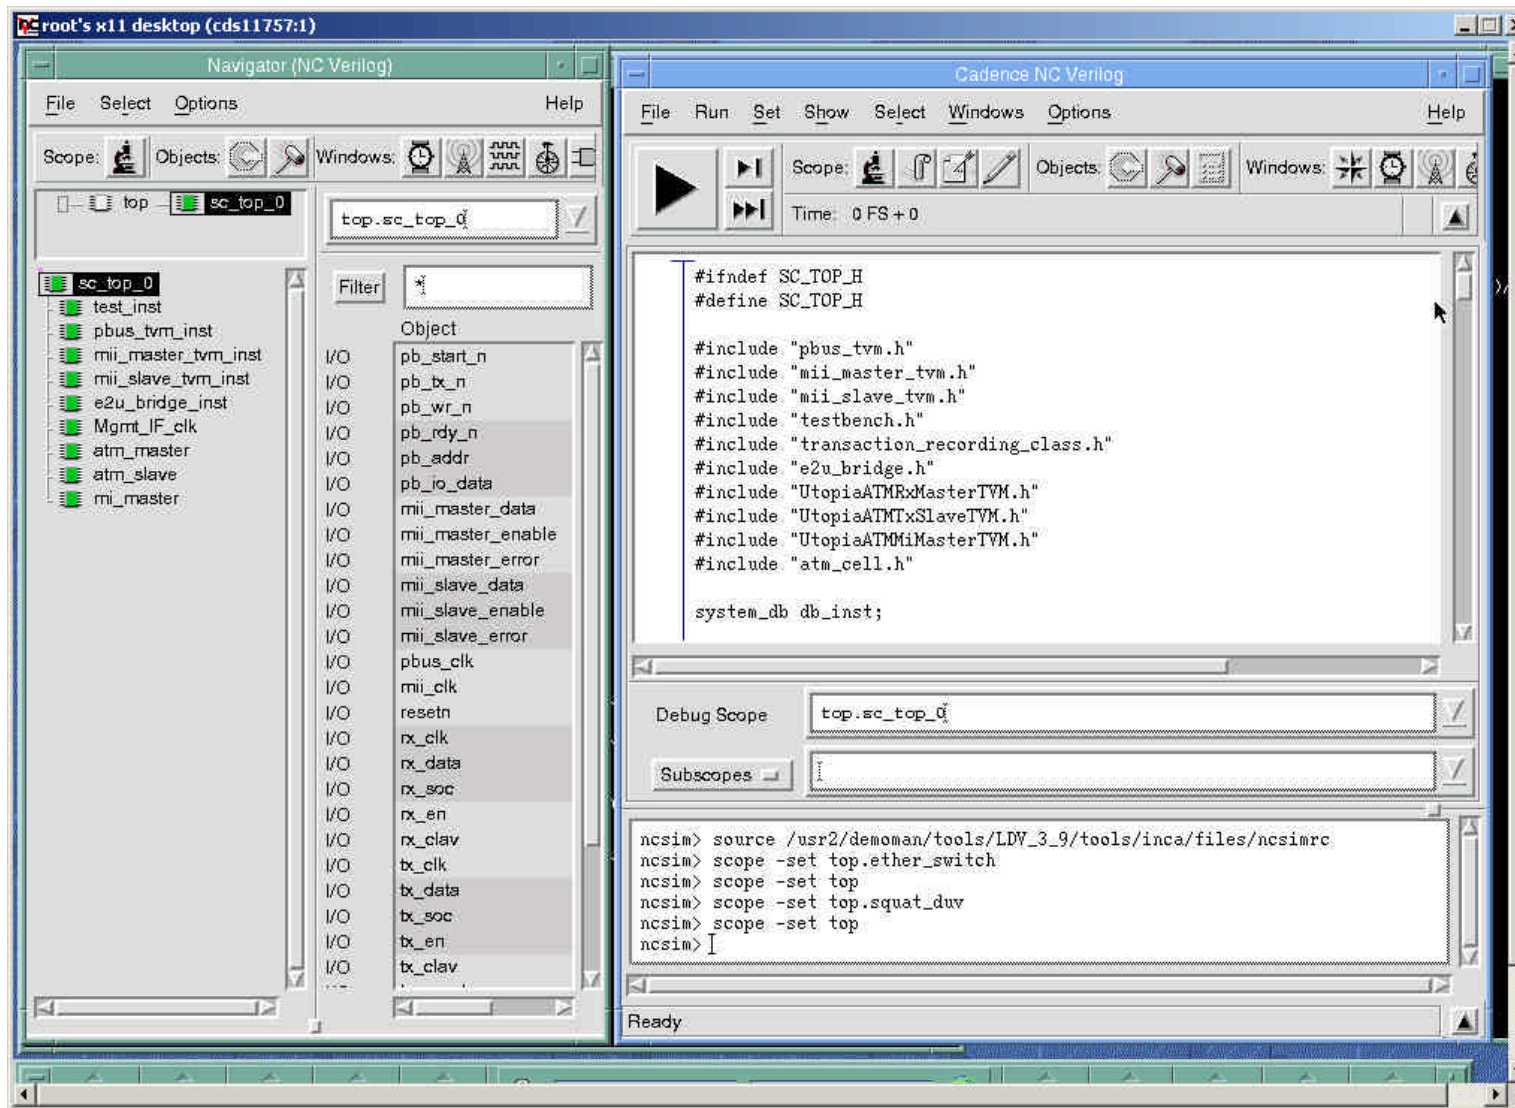 root's x11 desktop (cds11757:1)
Navigator (NC Verilog)
File Select Options Help
Scope: Objects: Windows:
top sc_top_0
top.sc_top_0
sc_top_0
test_inst
pbus_tvm_inst
mii_master_tvm_inst
mii_slave_tvm_inst
e2u_bridge_inst
Mgmt_IF_clk
atm_master
atm_slave
mi_master
Filter *
Object
I/O pb_start_n
I/O pb_tx_n
I/O pb_wr_n
I/O pb_rdy_n
I/O pb_addr
I/O pb_io_data
I/O mii_master_data
I/O mii_master_enable
I/O mii_master_error
I/O mii_slave_data
I/O mii_slave_enable
I/O mii_slave_error
I/O pbus_clk
I/O mii_clk
I/O resetn
I/O rx_clk
I/O rx_data
I/O rx_soc
I/O rx_en
I/O rx_clav
I/O tx_clk
I/O tx_data
I/O tx_soc
I/O tx_en
I/O tx_clav
Cadence NC Verilog
File Run Set Show Select Windows Options Help
Scope: Objects: Windows:
Time: 0 FS + 0
#ifndef SC_TOP_H
#define SC_TOP_H
#include "pbus_tvm.h"
#include "mii_master_tvm.h"
#include "mii_slave_tvm.h"
#include "testbench.h"
#include "transaction_recording_class.h"
#include "e2u_bridge.h"
#include "UtopiaATMRxMasterTVM.h"
#include "UtopiaATMTxSlaveTVM.h"
#include "UtopiaATMMiMasterTVM.h"
#include "atm_cell.h"
system_db db_inst;
Debug Scope top.sc_top_0
Subscopes
ncsim> source /usr2/demoman/tools/LDV_3_9/tools/inca/files/ncsimrc
ncsim> scope -set top.ether_switch
ncsim> scope -set top
ncsim> scope -set top.squat_duv
ncsim> scope -set top
ncsim>
Ready